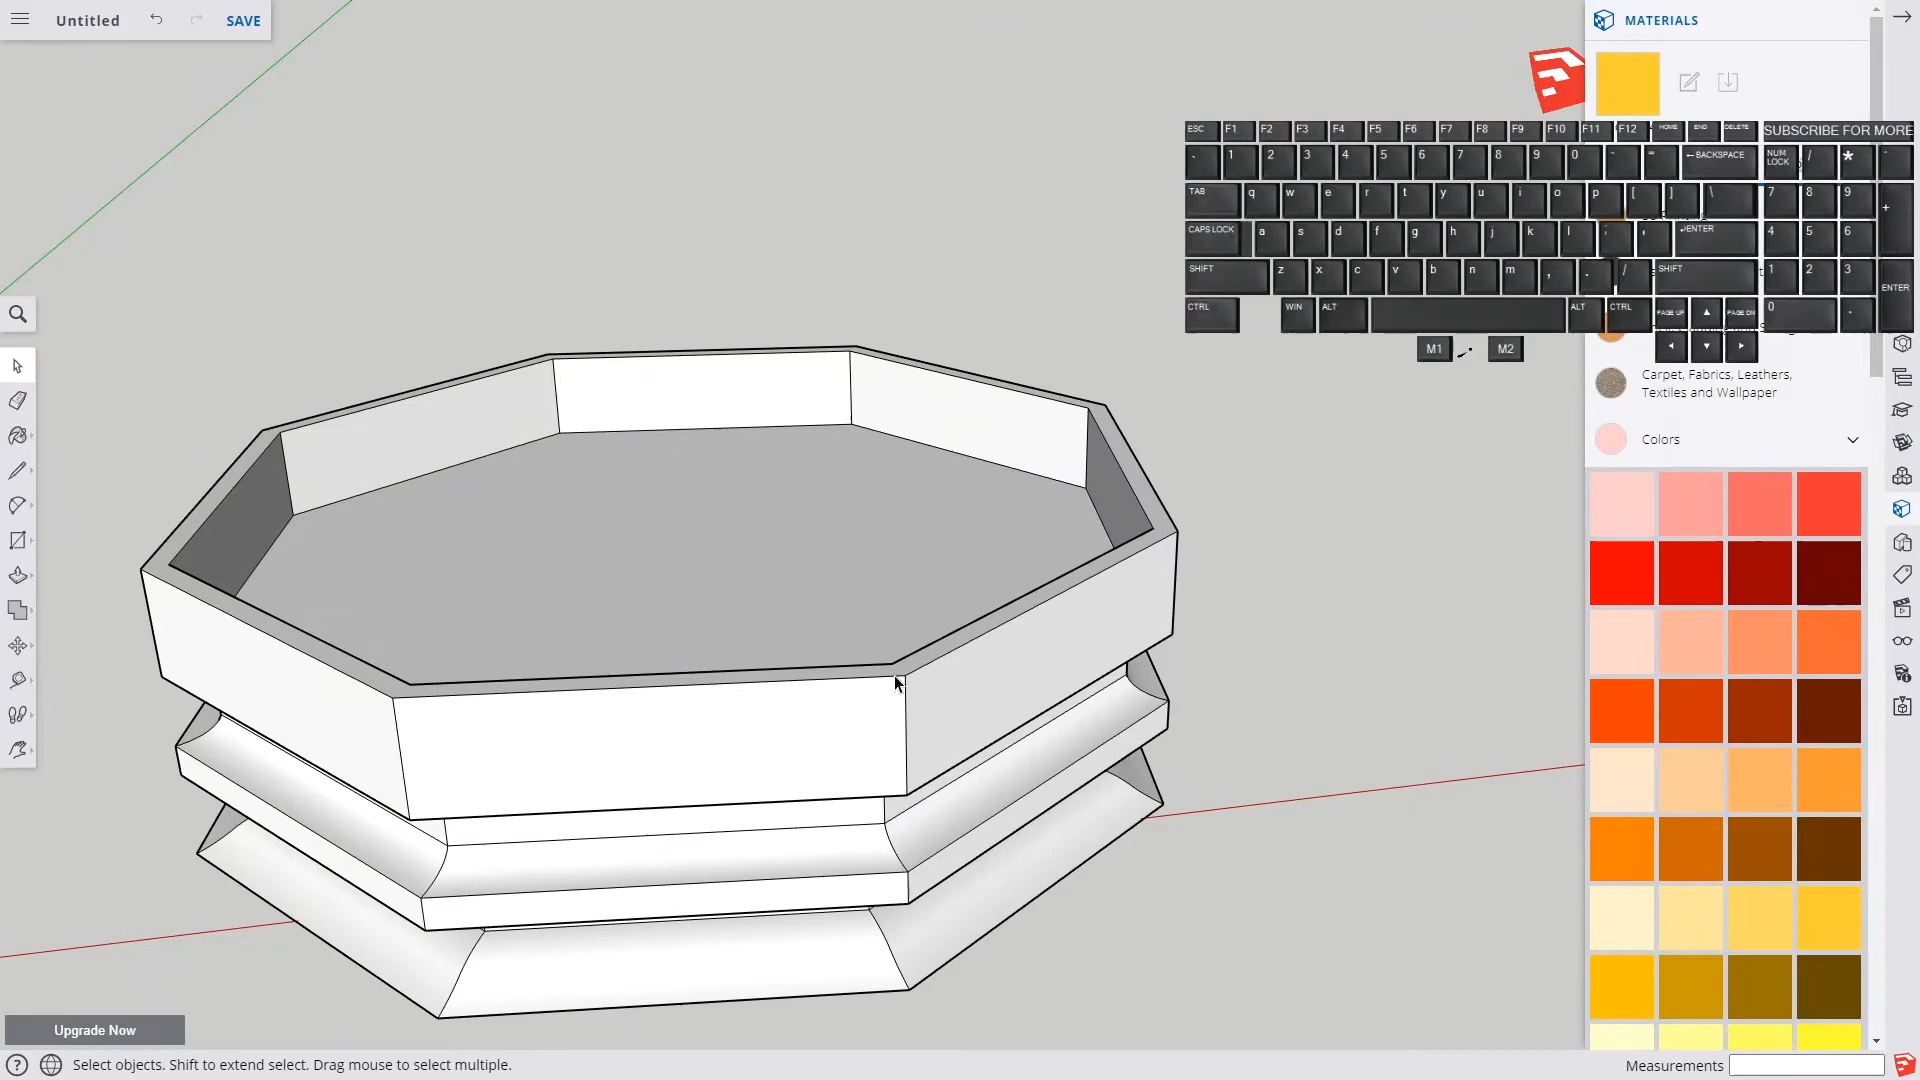 Untitled SAVE
MATERIALS
SUBSCRIBE FOR MORE
ESC F1 F2 F3 F4 F5 F6 F7 F8 F9 F10 F11 F12 HOME END DELETE
` 1 2 3 4 5 6 7 8 9 0 - = ←BACKSPACE NUM LOCK / * -
TAB q w e r t y u i o p [ ] \ 7 8 9 +
CAPS LOCK a s d f g h j k l ; ' ↵ENTER 4 5 6
SHIFT z x c v b n m , . / SHIFT 1 2 3 ENTER
CTRL WIN ALT ALT CTRL PAGE UP ▲ PAGE DN 0 .
M1 M2 ◄ ▼ ►
Carpet, Fabrics, Leathers,
Textiles and Wallpaper
Colors
Upgrade Now
Select objects. Shift to extend select. Drag mouse to select multiple.
Measurements